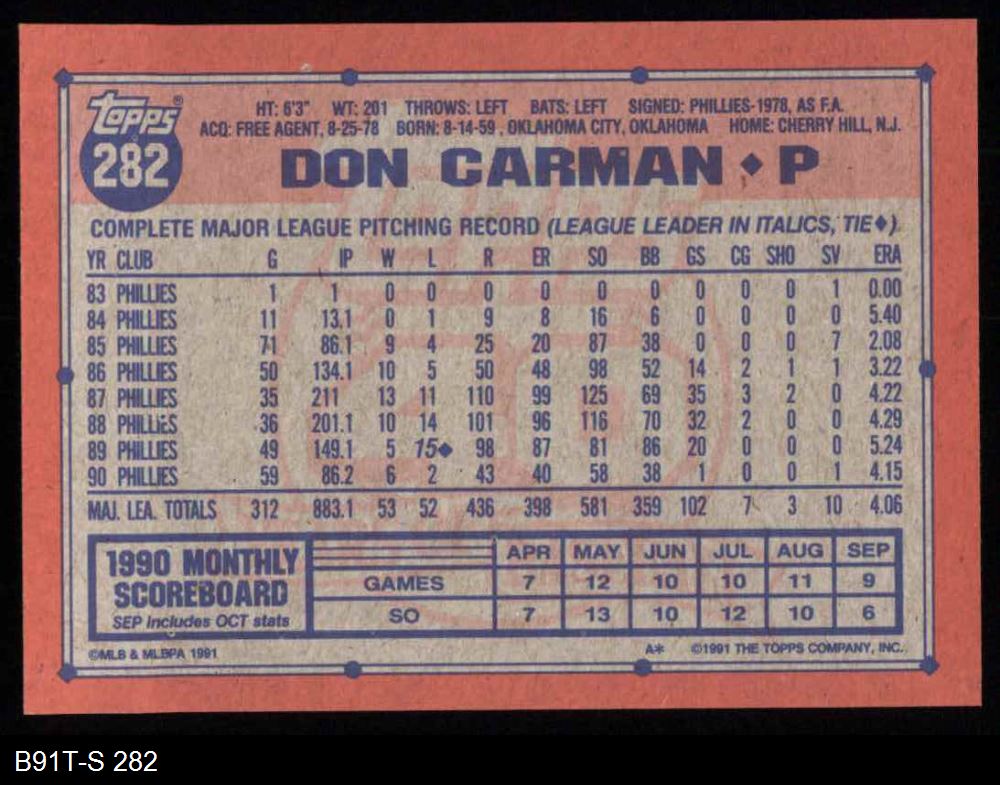 topps®
282
HT: 6'3" WT: 201 THROWS: LEFT BATS: LEFT SIGNED: PHILLIES-1978, AS F.A.
ACQ: FREE AGENT, 8-25-78 BORN: 8-14-59, OKLAHOMA CITY, OKLAHOMA HOME: CHERRY HILL, N.J.
DON CARMAN ◆ P
COMPLETE MAJOR LEAGUE PITCHING RECORD (LEAGUE LEADER IN ITALICS, TIE◆)
YR CLUB G IP W L R ER SO BB GS CG SHO SV ERA
83 PHILLIES 1 1 0 0 0 0 0 0 0 0 0 1 0.00
84 PHILLIES 11 13.1 0 1 9 8 16 6 0 0 0 0 5.40
85 PHILLIES 71 86.1 9 4 25 20 87 38 0 0 0 7 2.08
86 PHILLIES 50 134.1 10 5 50 48 98 52 14 2 1 1 3.22
87 PHILLIES 35 211 13 11 110 99 125 69 35 3 2 0 4.22
88 PHILLIES 36 201.1 10 14 101 96 116 70 32 2 0 0 4.29
89 PHILLIES 49 149.1 5 15◆ 98 87 81 86 20 0 0 0 5.24
90 PHILLIES 59 86.2 6 2 43 40 58 38 1 0 0 1 4.15
MAJ. LEA. TOTALS 312 883.1 53 52 436 398 581 359 102 7 3 10 4.06
1990 MONTHLY SCOREBOARD
SEP includes OCT stats
APR MAY JUN JUL AUG SEP
GAMES 7 12 10 10 11 9
SO 7 13 10 12 10 6
©MLB & MLBPA 1991 A* ©1991 THE TOPPS COMPANY, INC.
B91T-S 282